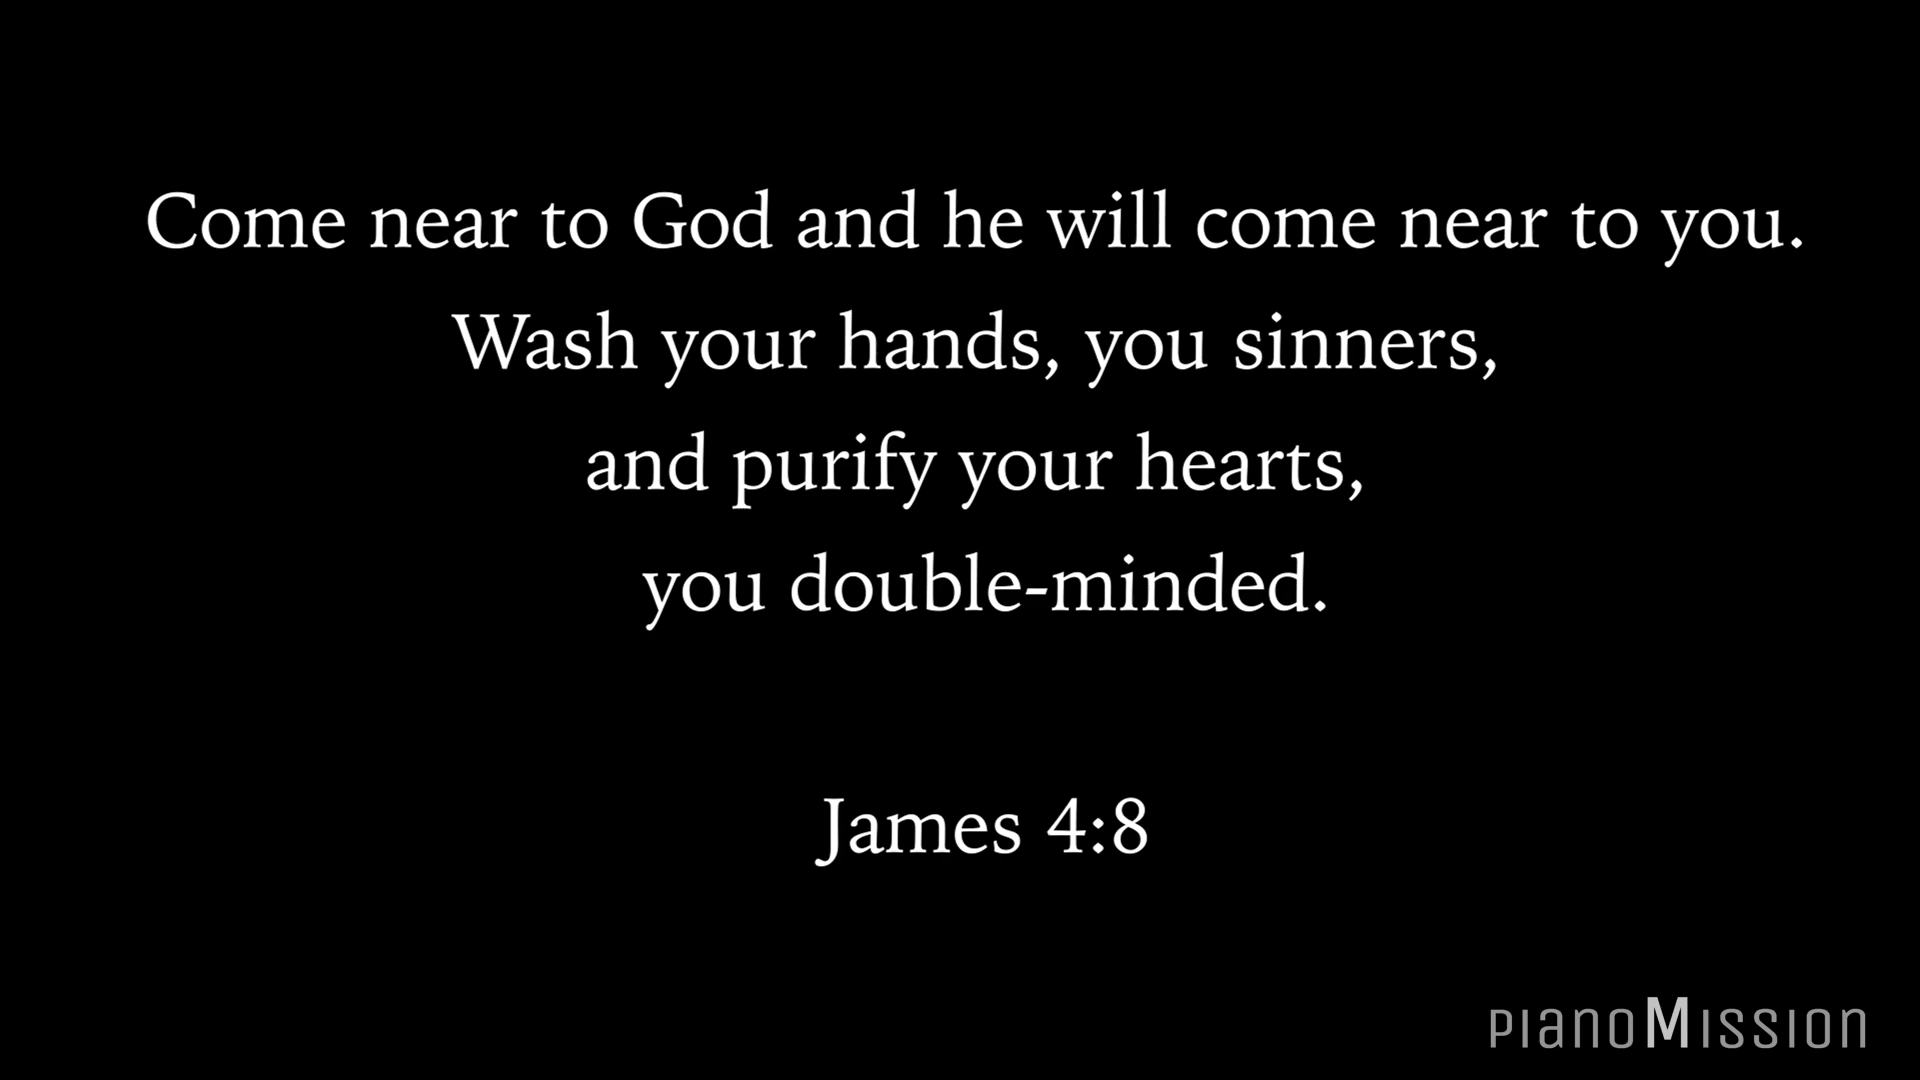 Come near to God and he will come near to you.
Wash your hands, you sinners,
and purify your hearts,
you double-minded.
James 4:8
pianoMission